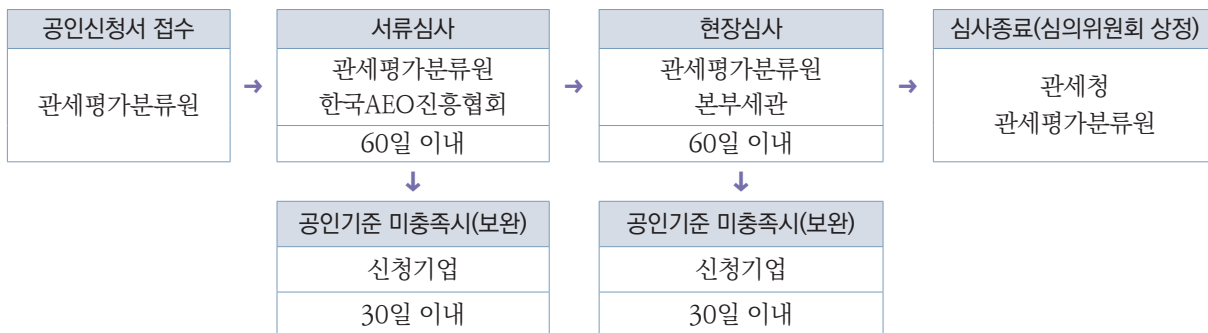 공인신청서 접수
관세평가분류원
→
서류심사
관세평가분류원
한국AEO진흥협회
60일 이내
→
현장심사
관세평가분류원
본부세관
60일 이내
→
심사종료(심의위원회 상정)
관세청
관세평가분류원
↓
공인기준 미충족시(보완)
신청기업
30일 이내
↓
공인기준 미충족시(보완)
신청기업
30일 이내